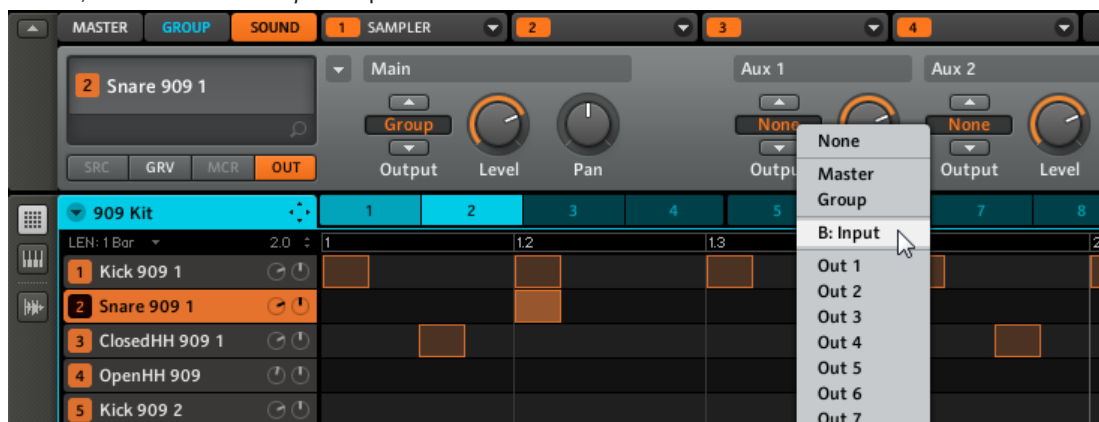 MASTER GROUP SOUND 1 SAMPLER 2 3 4
Main Aux 1 Aux 2
2 Snare 909 1
Group None None
Output Level Pan Outpu Output Level
SRC GRV MCR OUT
None
Master
Group
B: Input
Out 1
Out 2
Out 3
Out 4
Out 5
Out 6
Out 7
909 Kit 1 2 3 4 5 7 8
LEN: 1 Bar 2.0 1 1.2 1.3 2
1 Kick 909 1
2 Snare 909 1
3 ClosedHH 909 1
4 OpenHH 909
5 Kick 909 2